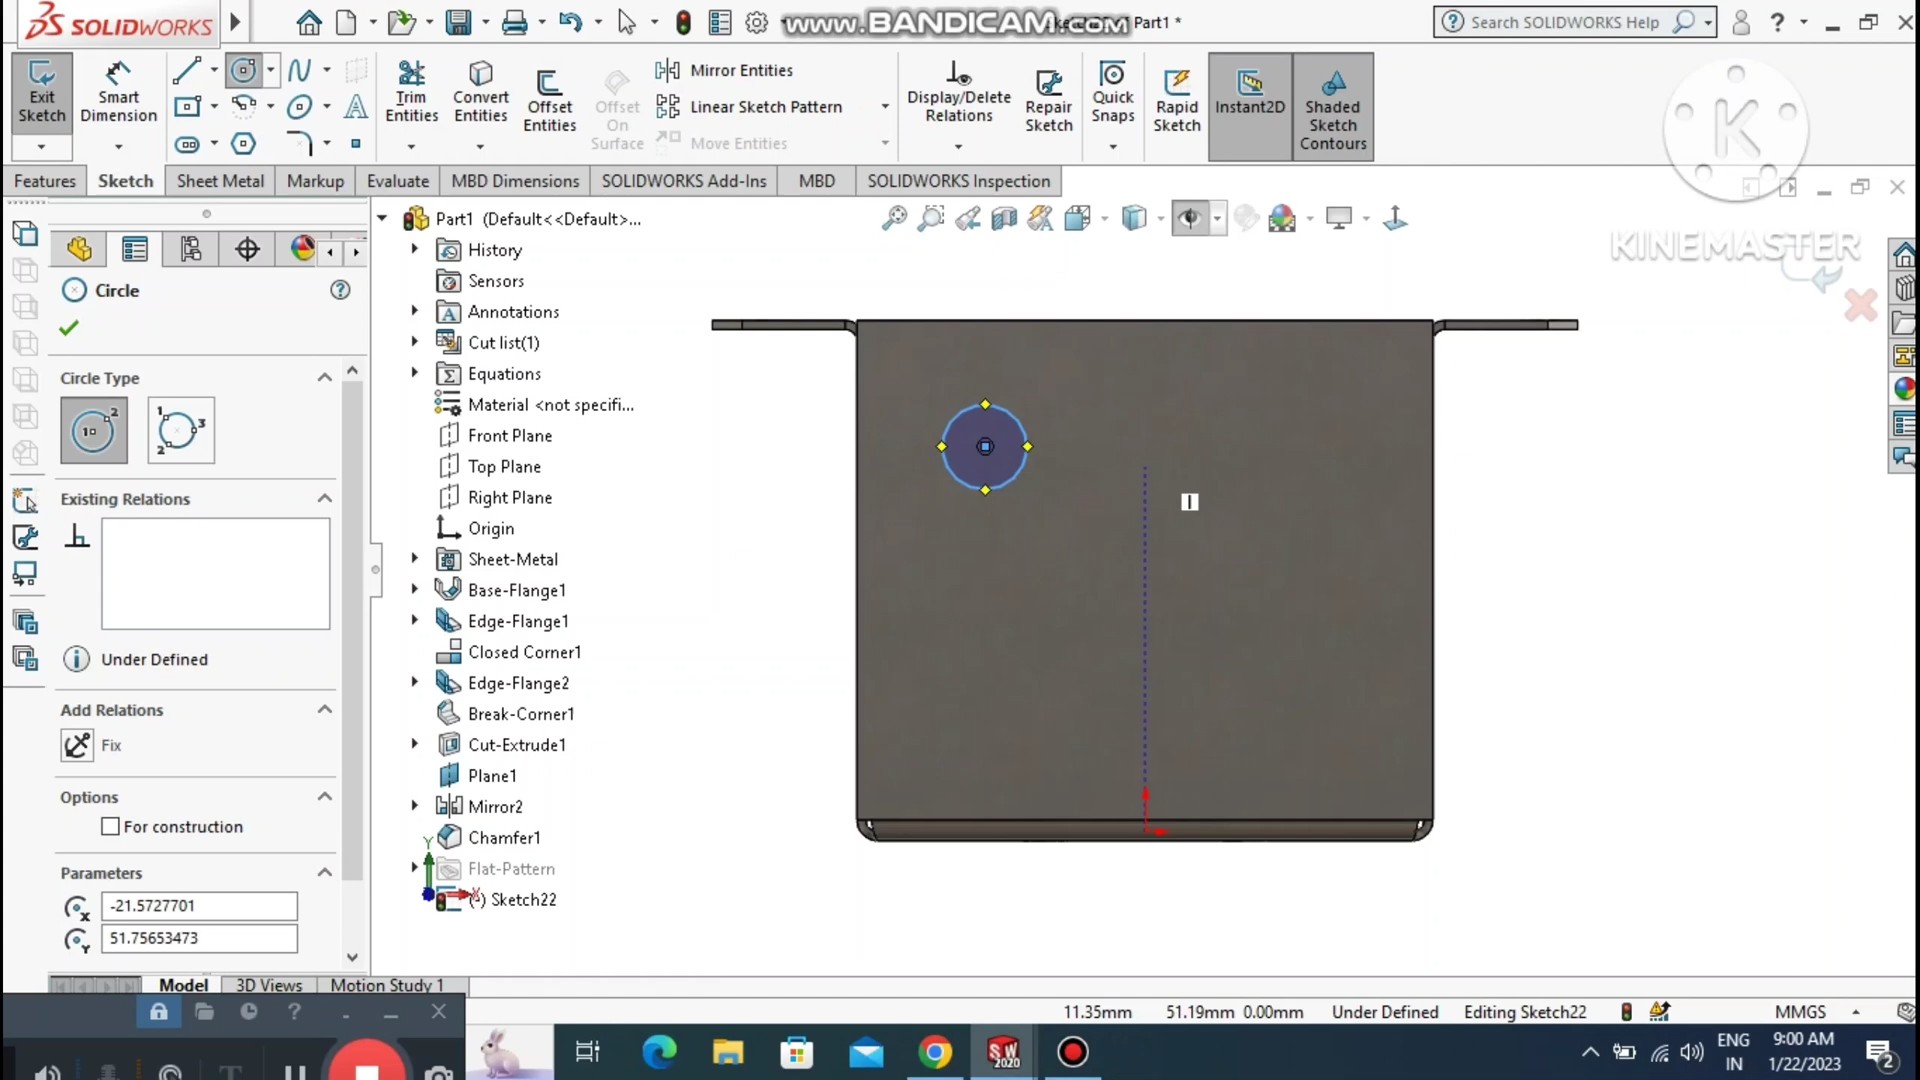 SOLIDWORKS
www.BANDICAM.com
Part1 *
Search SOLIDWORKS Help
Exit Sketch
Smart Dimension
Trim Entities
Convert Entities
Offset Entities
Offset On Surface
Mirror Entities
Linear Sketch Pattern
Move Entities
Display/Delete Relations
Repair Sketch
Quick Snaps
Rapid Sketch
Instant2D
Shaded Sketch Contours
K
KINEMASTER
Features
Sketch
Sheet Metal
Markup
Evaluate
MBD Dimensions
SOLIDWORKS Add-Ins
MBD
SOLIDWORKS Inspection
Circle
Circle Type
Existing Relations
Under Defined
Add Relations
Fix
Options
For construction
Parameters
-21.5727701
51.75653473
Part1 (Default<<Default>...
History
Sensors
Annotations
Cut list(1)
Equations
Material <not specifi...
Front Plane
Top Plane
Right Plane
Origin
Sheet-Metal
Base-Flange1
Edge-Flange1
Closed Corner1
Edge-Flange2
Break-Corner1
Cut-Extrude1
Plane1
Mirror2
Chamfer1
Flat-Pattern
(-) Sketch22
Y
X
Model
3D Views
Motion Study 1
11.35mm
51.19mm
0.00mm
Under Defined
Editing Sketch22
MMGS
SW 2020
ENG
IN
9:00 AM
1/22/2023
2